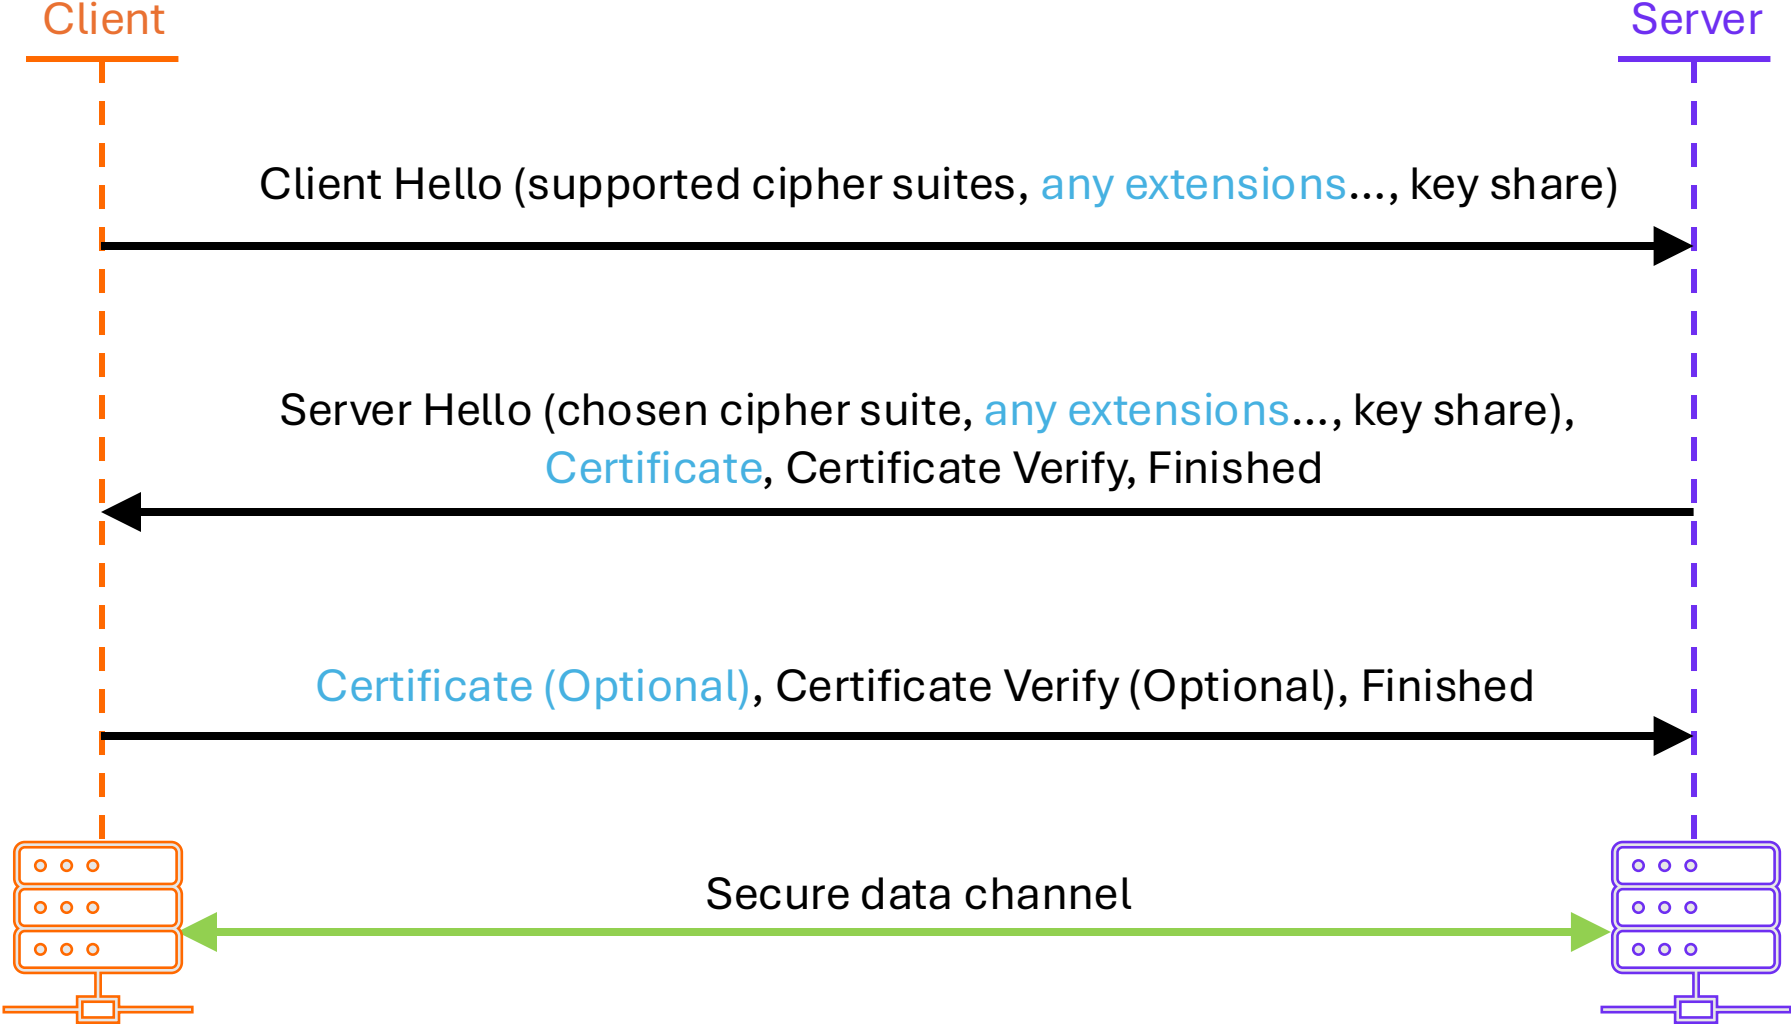 Client
Server
Client Hello (supported cipher suites, any extensions..., key share)
Server Hello (chosen cipher suite, any extensions..., key share),
Certificate, Certificate Verify, Finished
Certificate (Optional), Certificate Verify (Optional), Finished
Secure data channel